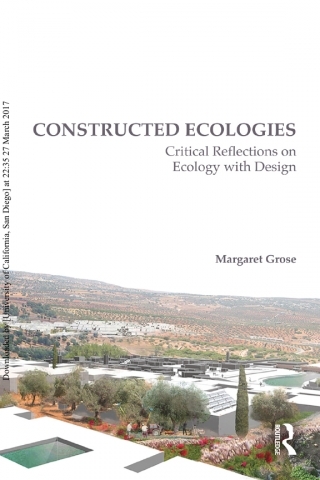 Downloaded by [University of California, San Diego] at 22:35 27 March 2017
CONSTRUCTED ECOLOGIES
Critical Reflections on
Ecology with Design
Margaret Grose
R
ROUTLEDGE